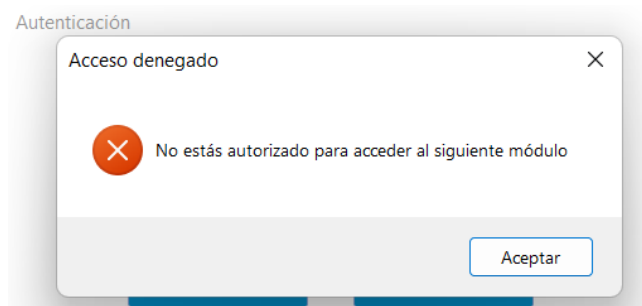 Autenticación
Acceso denegado
No estás autorizado para acceder al siguiente módulo
Aceptar